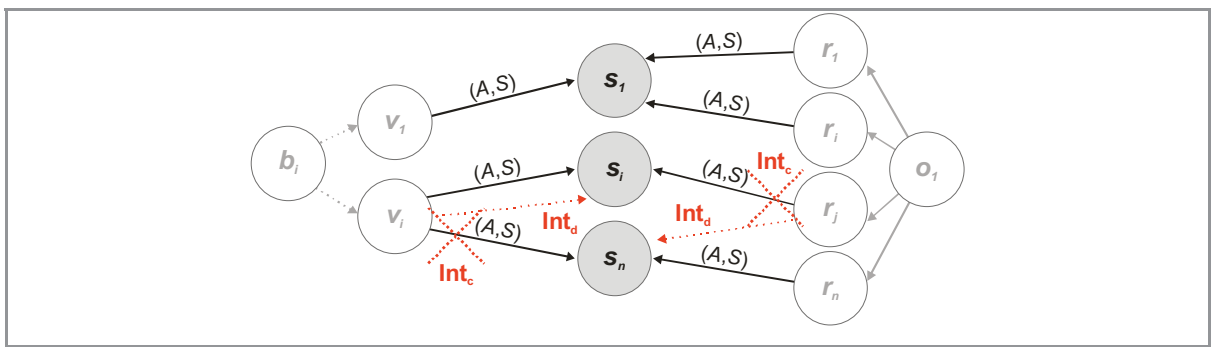 (A,S)
r1
(A,S)
s1
v1
(A,S)
ri
bi
(A,S)
si
Intc
o1
(A,S)
vi
Intd
Intd
rj
(A,S)
Intc
sn
(A,S)
rn